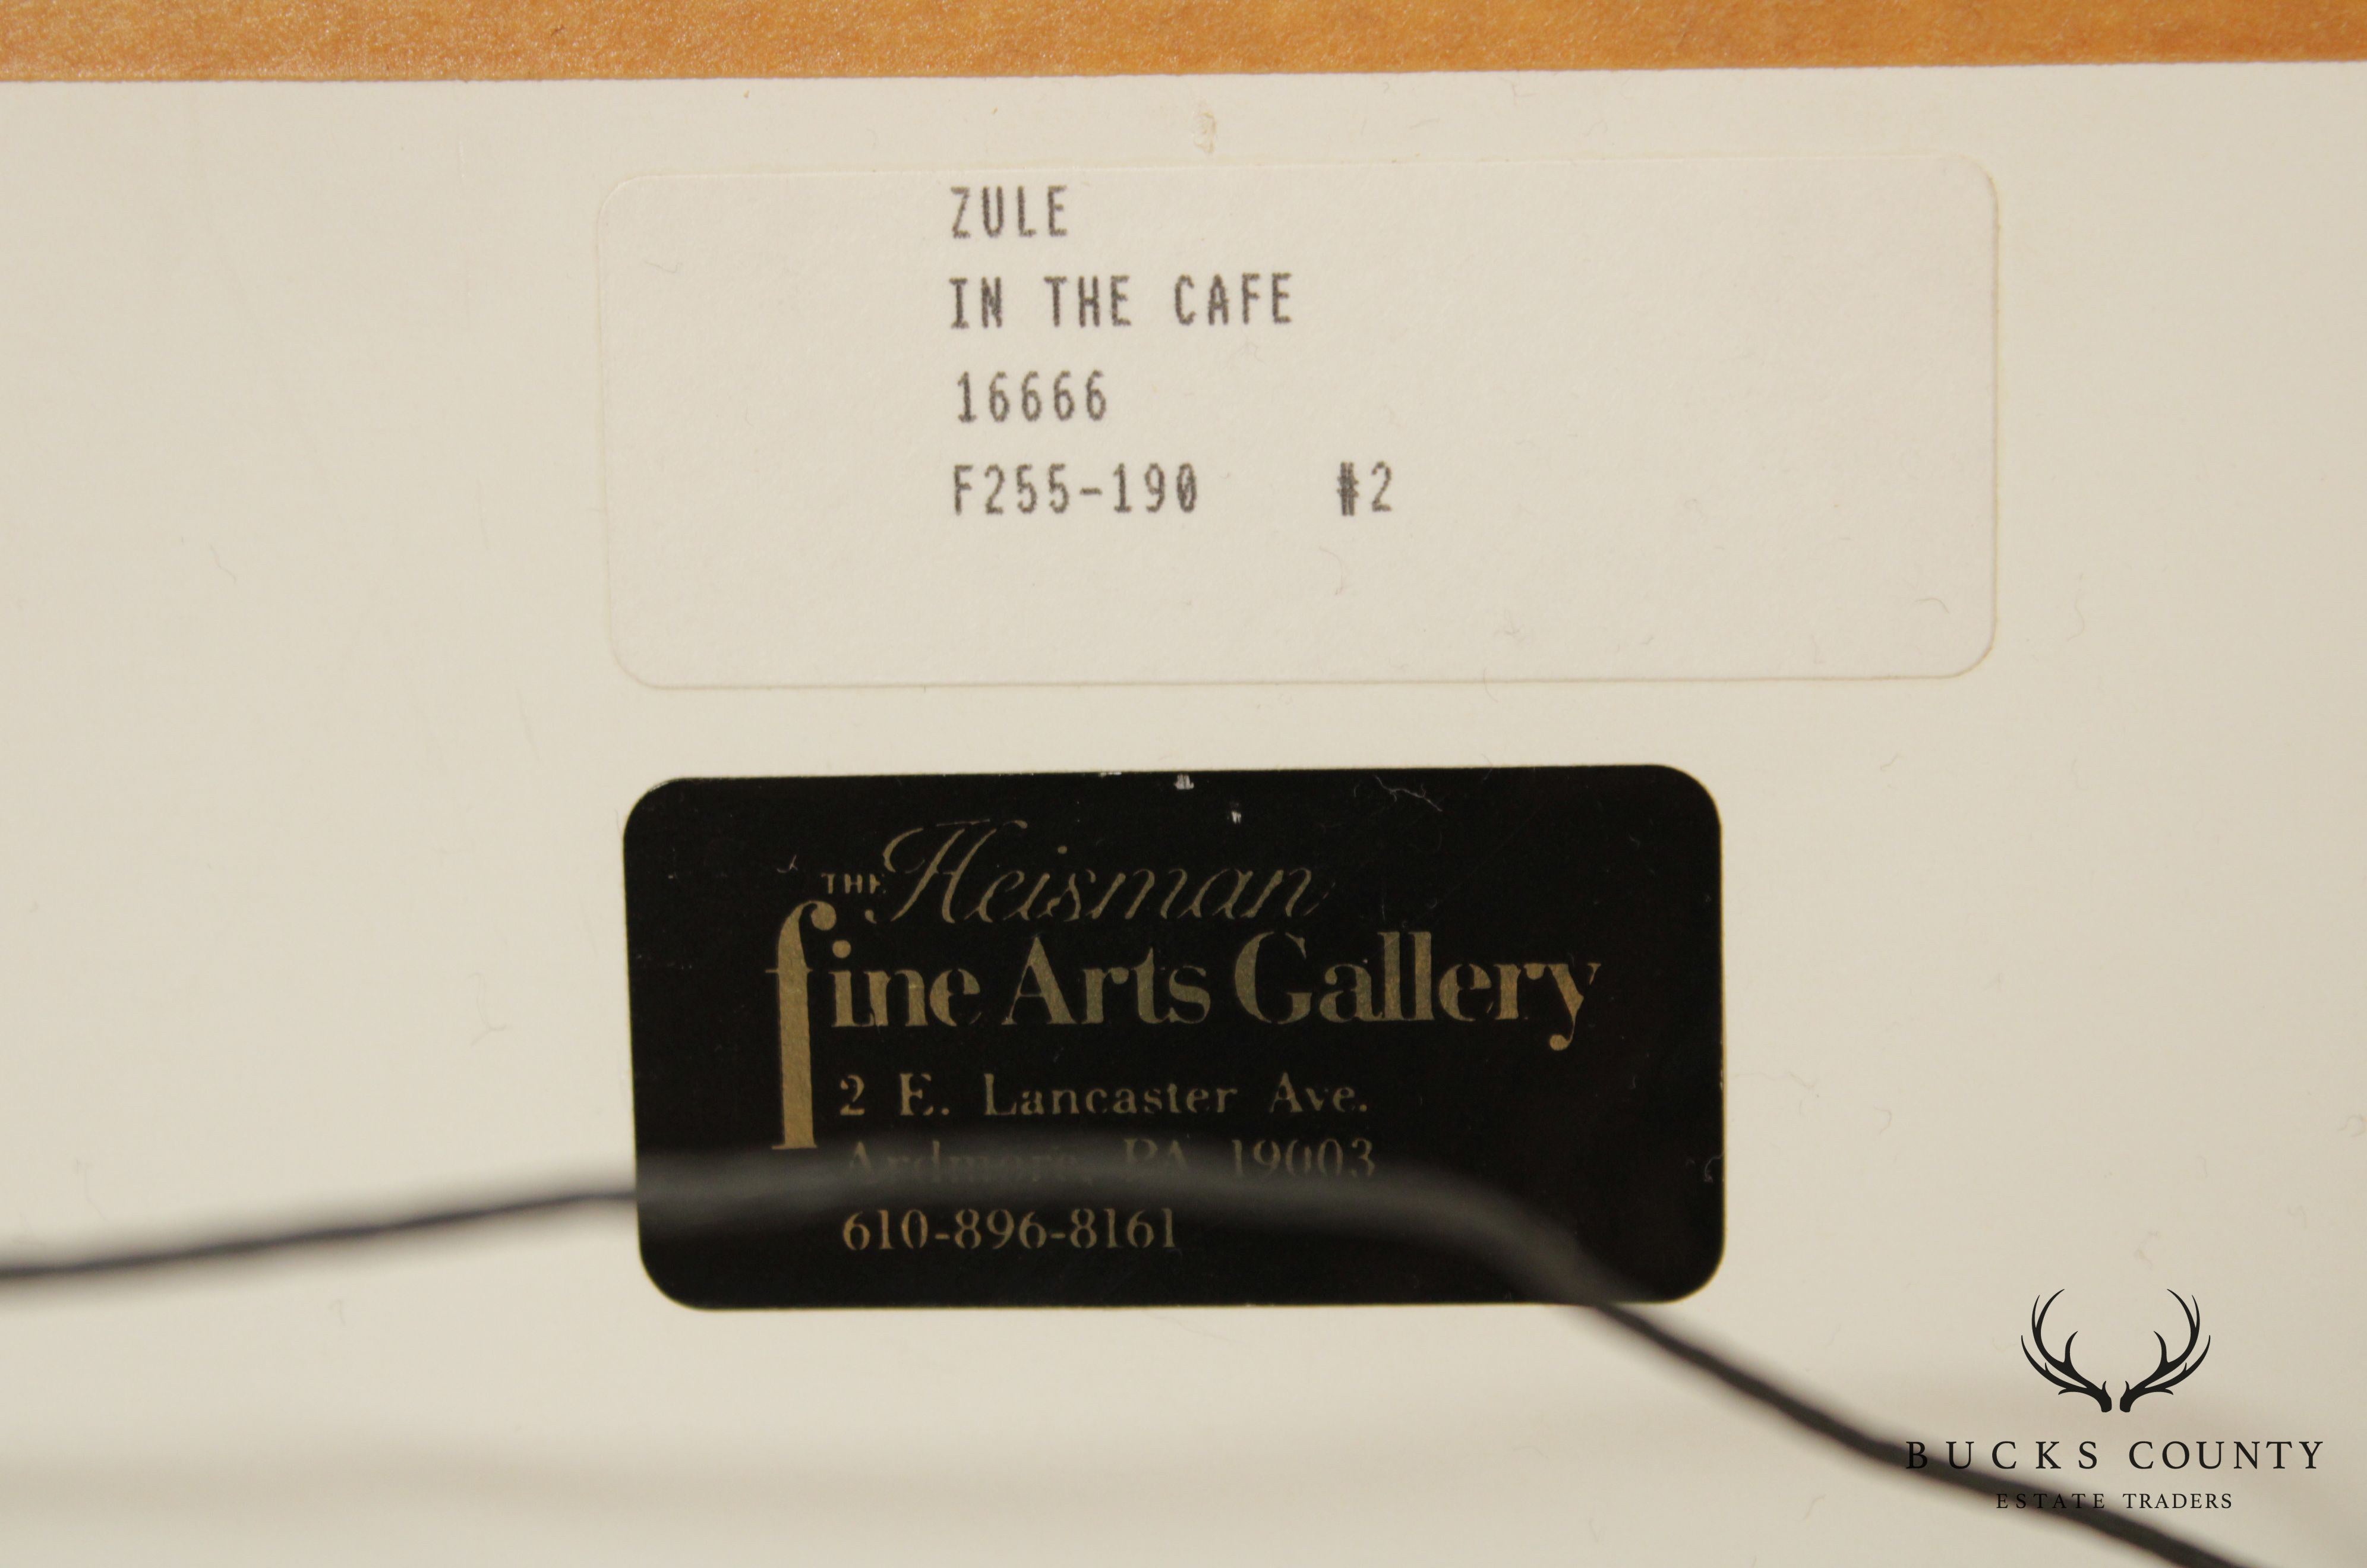 ZULE
IN THE CAFE
16666
F255-190 #2
THE Heisman
fine Arts Gallery
2 E. Lancaster Ave.
Ardmore, PA 19003
610-896-8161
BUCKS COUNTY
ESTATE TRADERS